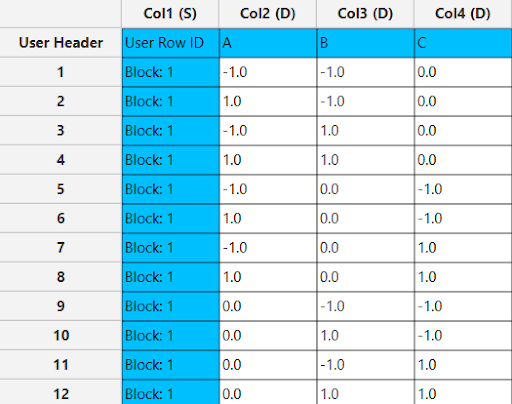 Col1 (S) Col2 (D) Col3 (D) Col4 (D)
User Header User Row ID A B C
1 Block: 1 -1.0 -1.0 0.0
2 Block: 1 1.0 -1.0 0.0
3 Block: 1 -1.0 1.0 0.0
4 Block: 1 1.0 1.0 0.0
5 Block: 1 -1.0 0.0 -1.0
6 Block: 1 1.0 0.0 -1.0
7 Block: 1 -1.0 0.0 1.0
8 Block: 1 1.0 0.0 1.0
9 Block: 1 0.0 -1.0 -1.0
10 Block: 1 0.0 1.0 -1.0
11 Block: 1 0.0 -1.0 1.0
12 Block: 1 0.0 1.0 1.0